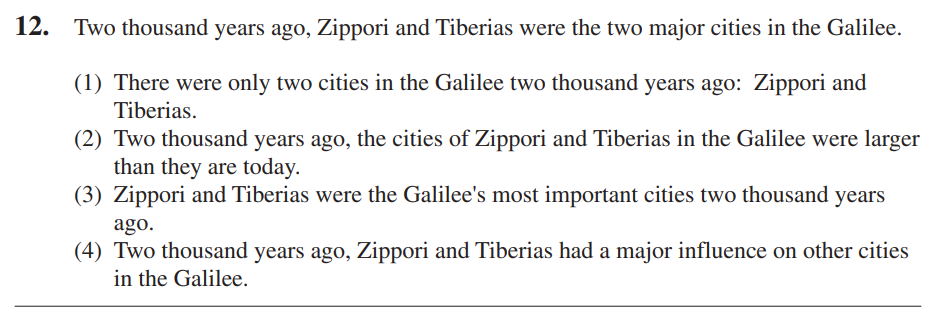 12. Two thousand years ago, Zippori and Tiberias were the two major cities in the Galilee.
(1) There were only two cities in the Galilee two thousand years ago: Zippori and
Tiberias.
(2) Two thousand years ago, the cities of Zippori and Tiberias in the Galilee were larger
than they are today.
(3) Zippori and Tiberias were the Galilee's most important cities two thousand years
ago.
(4) Two thousand years ago, Zippori and Tiberias had a major influence on other cities
in the Galilee.